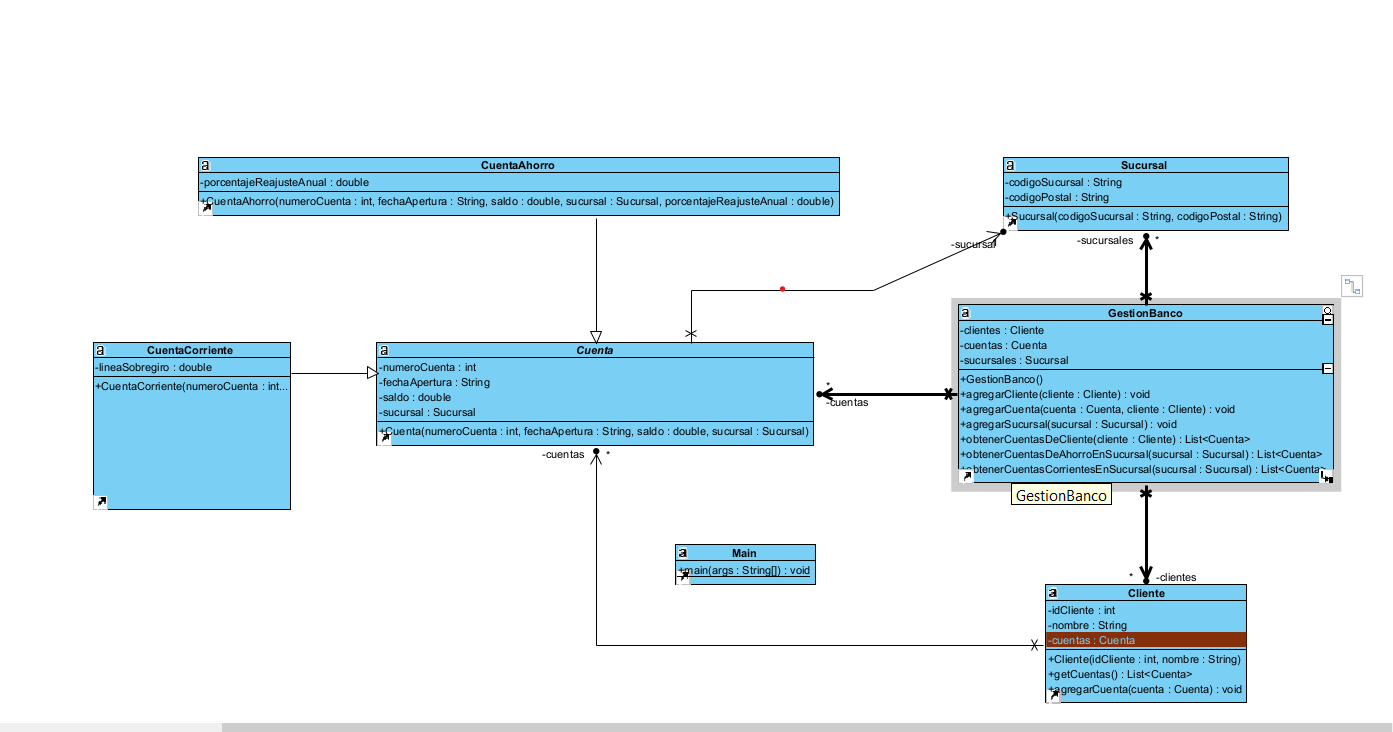 CuentaAhorro
-porcentajeReajusteAnual : double
+CuentaAhorro(numeroCuenta : int, fechaApertura : String, saldo : double, sucursal : Sucursal, porcentajeReajusteAnual : double)
Sucursal
-codigoSucursal : String
-codigoPostal : String
+Sucursal(codigoSucursal : String, codigoPostal : String)
-sucursal
-sucursales
*
GestionBanco
-clientes : Cliente
-cuentas : Cuenta
-sucursales : Sucursal
+GestionBanco()
+agregarCliente(cliente : Cliente) : void
+agregarCuenta(cuenta : Cuenta, cliente : Cliente) : void
+agregarSucursal(sucursal : Sucursal) : void
+obtenerCuentasDeCliente(cliente : Cliente) : List<Cuenta>
+obtenerCuentasDeAhorroEnSucursal(sucursal : Sucursal) : List<Cuenta>
+obtenerCuentasCorrientesEnSucursal(sucursal : Sucursal) : List<Cuenta>
GestionBanco
CuentaCorriente
-lineaSobregiro : double
+CuentaCorriente(numeroCuenta : int...
Cuenta
-numeroCuenta : int
-fechaApertura : String
-saldo : double
-sucursal : Sucursal
+Cuenta(numeroCuenta : int, fechaApertura : String, saldo : double, sucursal : Sucursal)
*
-cuentas
-cuentas
*
Main
+main(args : String[]) : void
*
-clientes
Cliente
-idCliente : int
-nombre : String
-cuentas : Cuenta
+Cliente(idCliente : int, nombre : String)
+getCuentas() : List<Cuenta>
+agregarCuenta(cuenta : Cuenta) : void